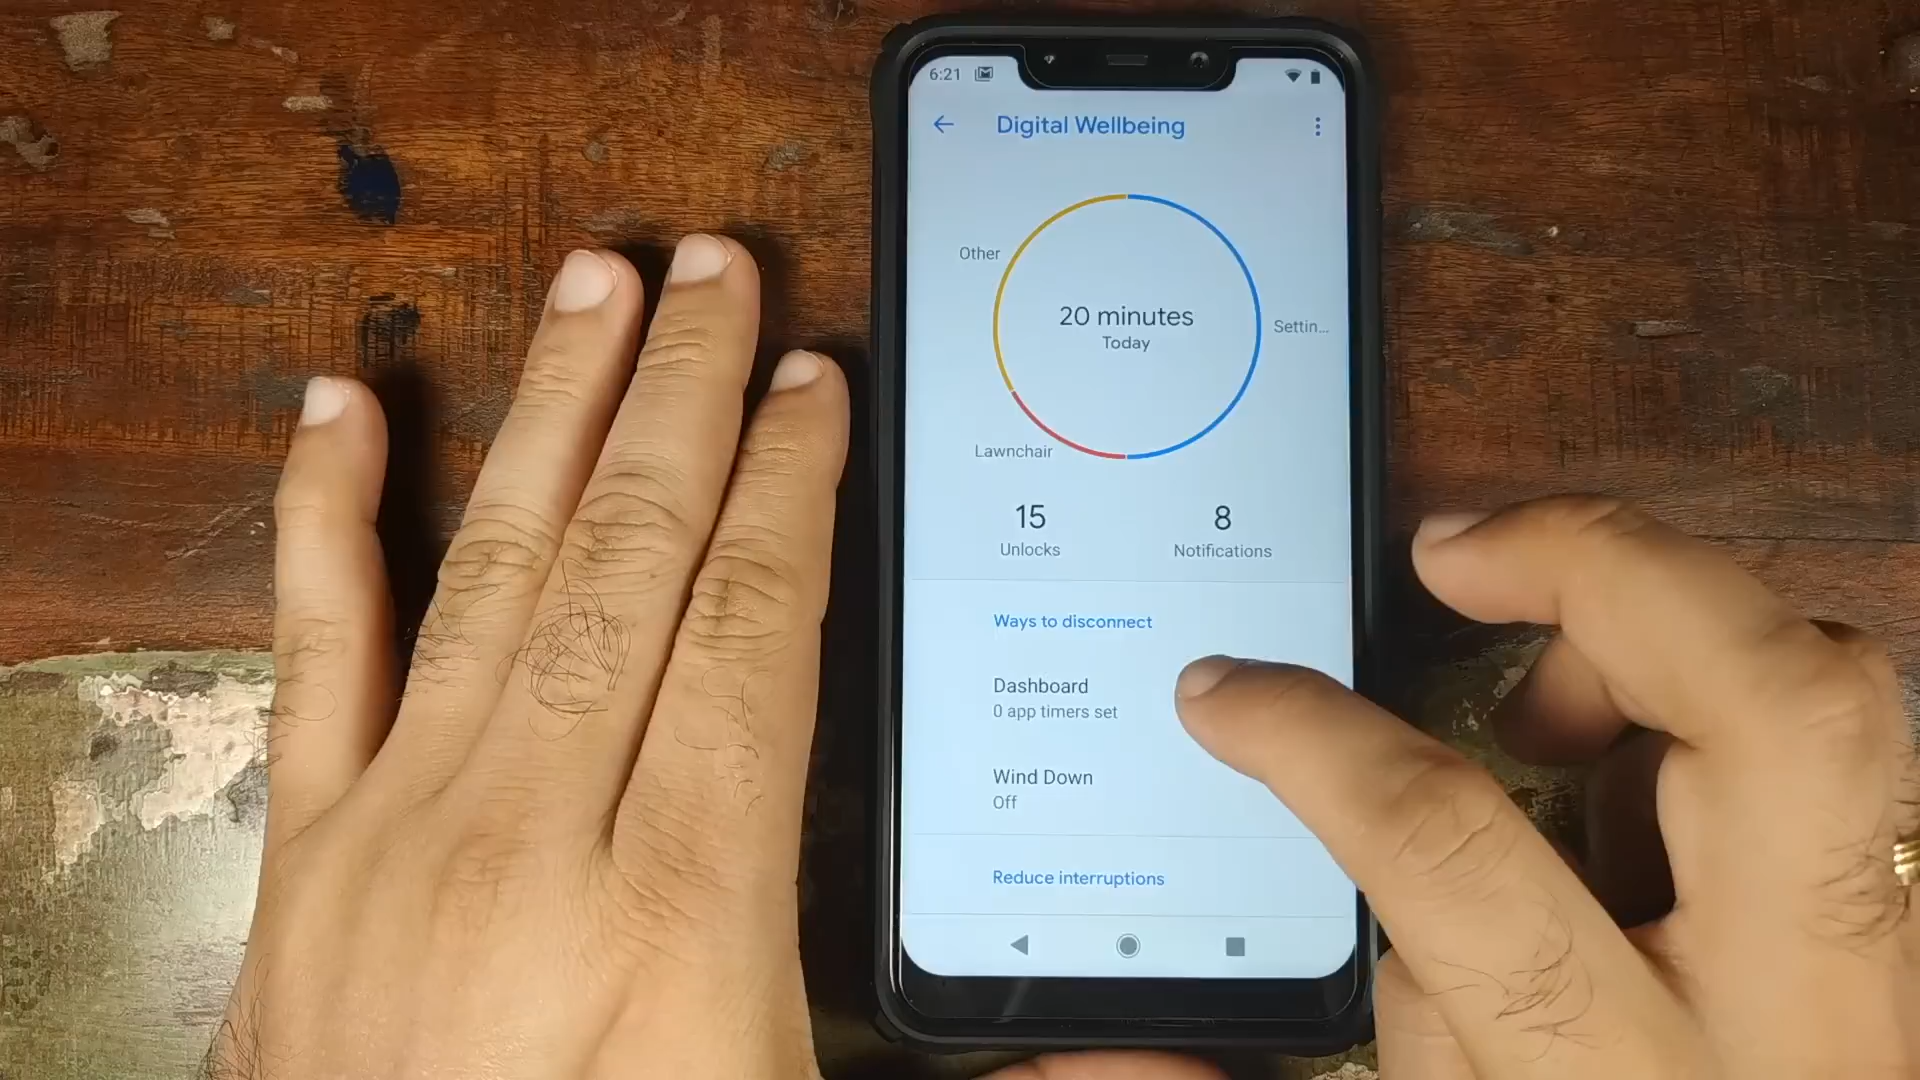 6:21
Digital Wellbeing
Other
20 minutes
Today
Settin...
Lawnchair
15
Unlocks
8
Notifications
Ways to disconnect
Dashboard
0 app timers set
Wind Down
Off
Reduce interruptions